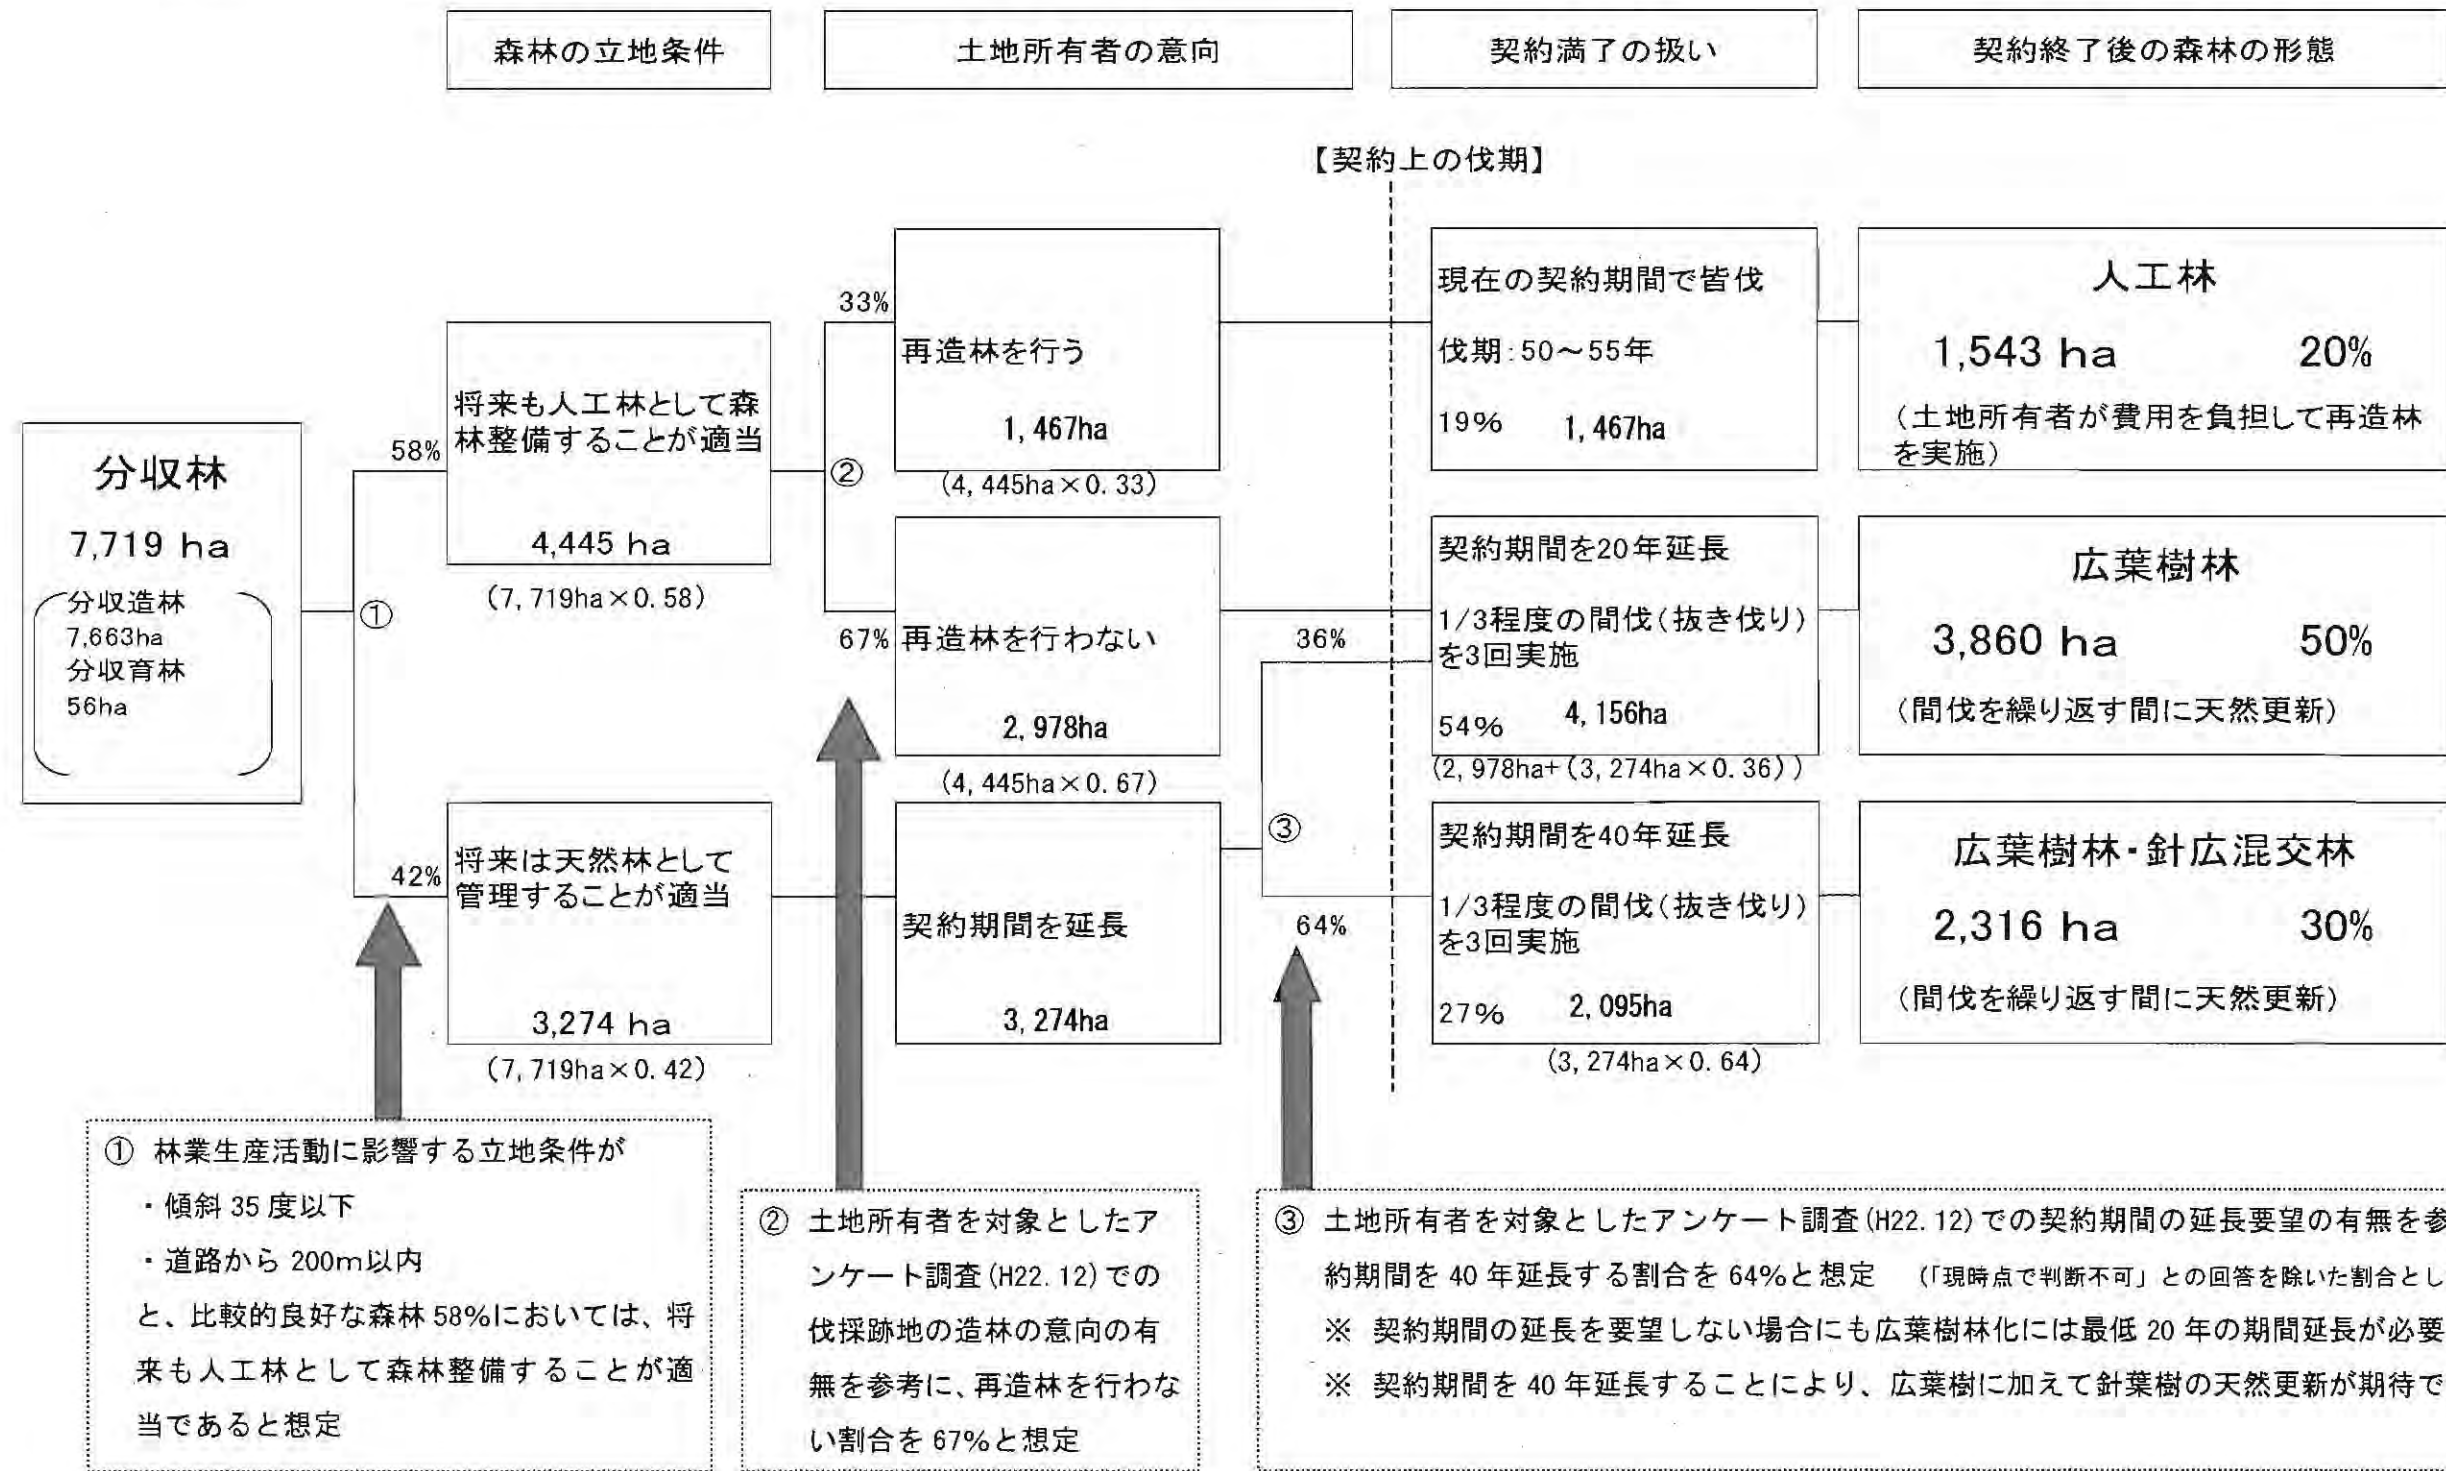 森林の立地条件
土地所有者の意向
契約満了の扱い
契約終了後の森林の形態
【契約上の伐期】
分収林
7,719 ha
分収造林
7,663ha
分収育林
56ha
①
58%
将来も人工林として森
林整備することが適当
4,445 ha
(7,719ha×0.58)
42%
将来は天然林として
管理することが適当
3,274 ha
(7,719ha×0.42)
②
33%
再造林を行う
1,467ha
(4,445ha×0.33)
67%
再造林を行わない
2,978ha
(4,445ha×0.67)
契約期間を延長
3,274ha
③
36%
64%
現在の契約期間で皆伐
伐期:50～55年
19% 1,467ha
契約期間を20年延長
1/3程度の間伐(抜き伐り)
を3回実施
54% 4,156ha
(2,978ha+(3,274ha×0.36))
契約期間を40年延長
1/3程度の間伐(抜き伐り)
を3回実施
27% 2,095ha
(3,274ha×0.64)
人工林
1,543 ha 20%
(土地所有者が費用を負担して再造林
を実施)
広葉樹林
3,860 ha 50%
(間伐を繰り返す間に天然更新)
広葉樹林・針広混交林
2,316 ha 30%
(間伐を繰り返す間に天然更新)
① 林業生産活動に影響する立地条件が
・傾斜 35 度以下
・道路から 200m以内
と、比較的良好な森林 58%においては、将
来も人工林として森林整備することが適
当であると想定
② 土地所有者を対象としたア
ンケート調査(H22.12)での
伐採跡地の造林の意向の有
無を参考に、再造林を行わな
い割合を 67%と想定
③ 土地所有者を対象としたアンケート調査(H22.12)での契約期間の延長要望の有無を参
約期間を 40 年延長する割合を 64%と想定 (「現時点で判断不可」との回答を除いた割合とし
※ 契約期間の延長を要望しない場合にも広葉樹林化には最低 20 年の期間延長が必要
※ 契約期間を 40 年延長することにより、広葉樹に加えて針葉樹の天然更新が期待で